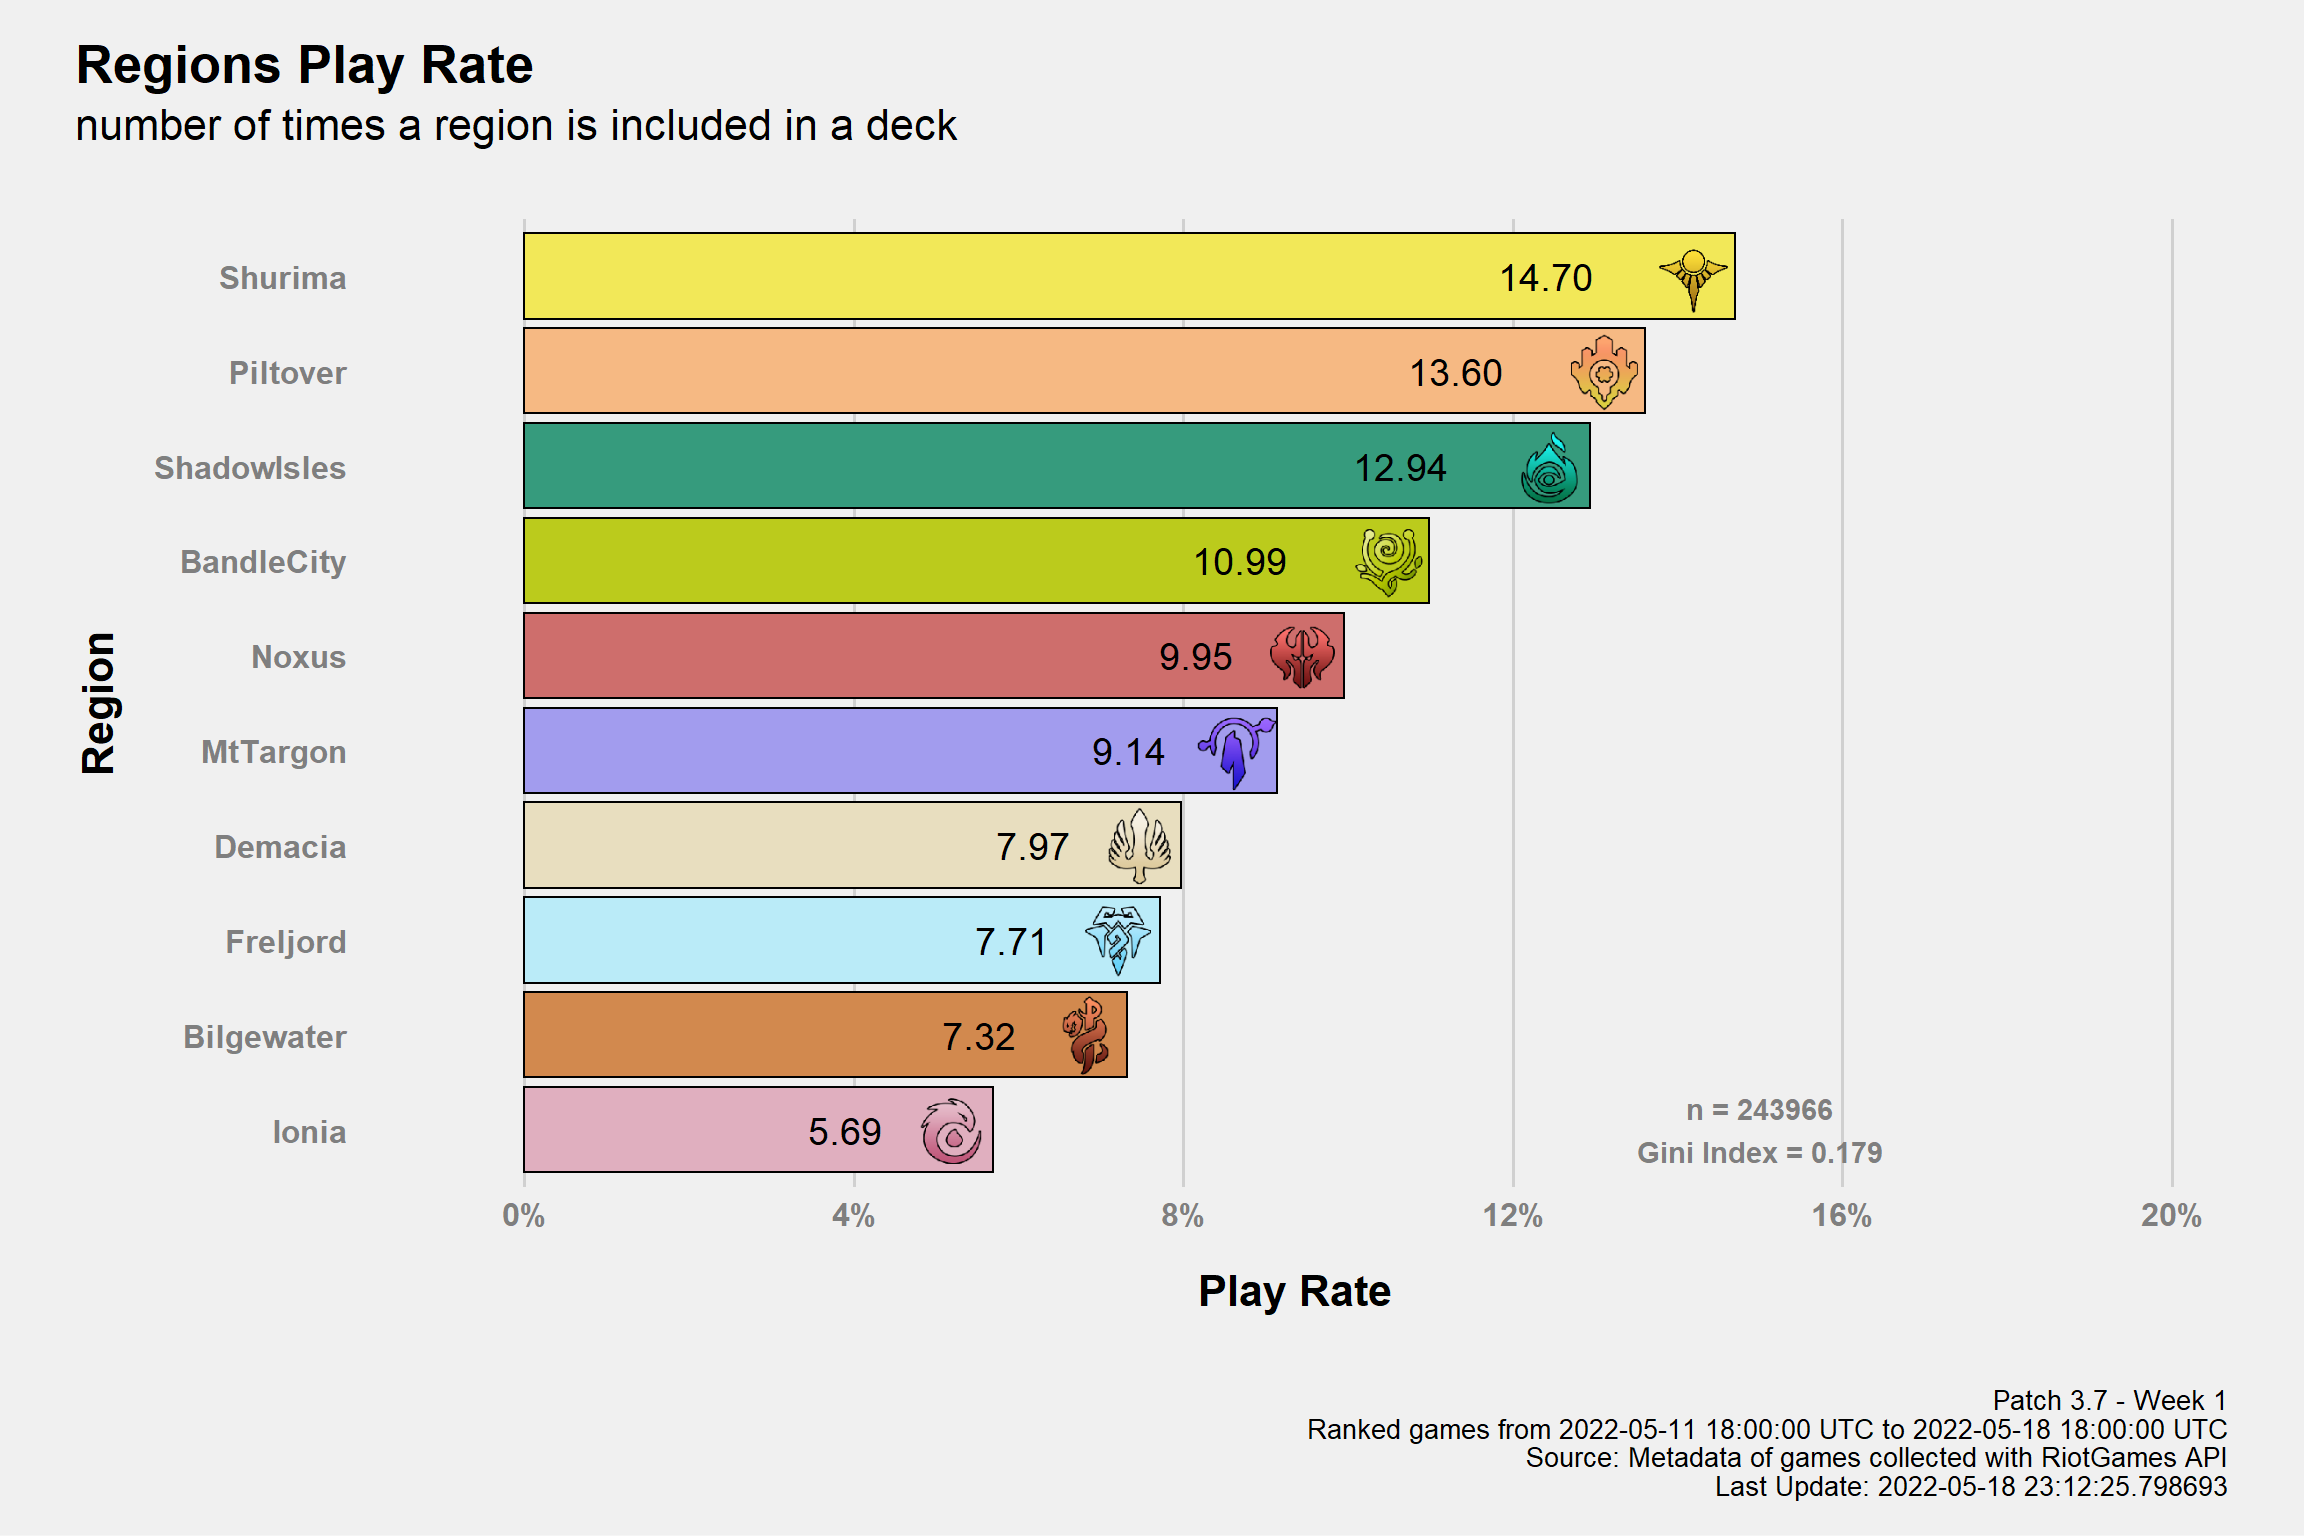 Regions Play Rate
number of times a region is included in a deck
Region
Shurima 14.70
Piltover 13.60
ShadowIsles 12.94
BandleCity 10.99
Noxus 9.95
MtTargon 9.14
Demacia 7.97
Freljord 7.71
Bilgewater 7.32
Ionia 5.69
n = 243966
Gini Index = 0.179
0% 4% 8% 12% 16% 20%
Play Rate
Patch 3.7 - Week 1
Ranked games from 2022-05-11 18:00:00 UTC to 2022-05-18 18:00:00 UTC
Source: Metadata of games collected with RiotGames API
Last Update: 2022-05-18 23:12:25.798693